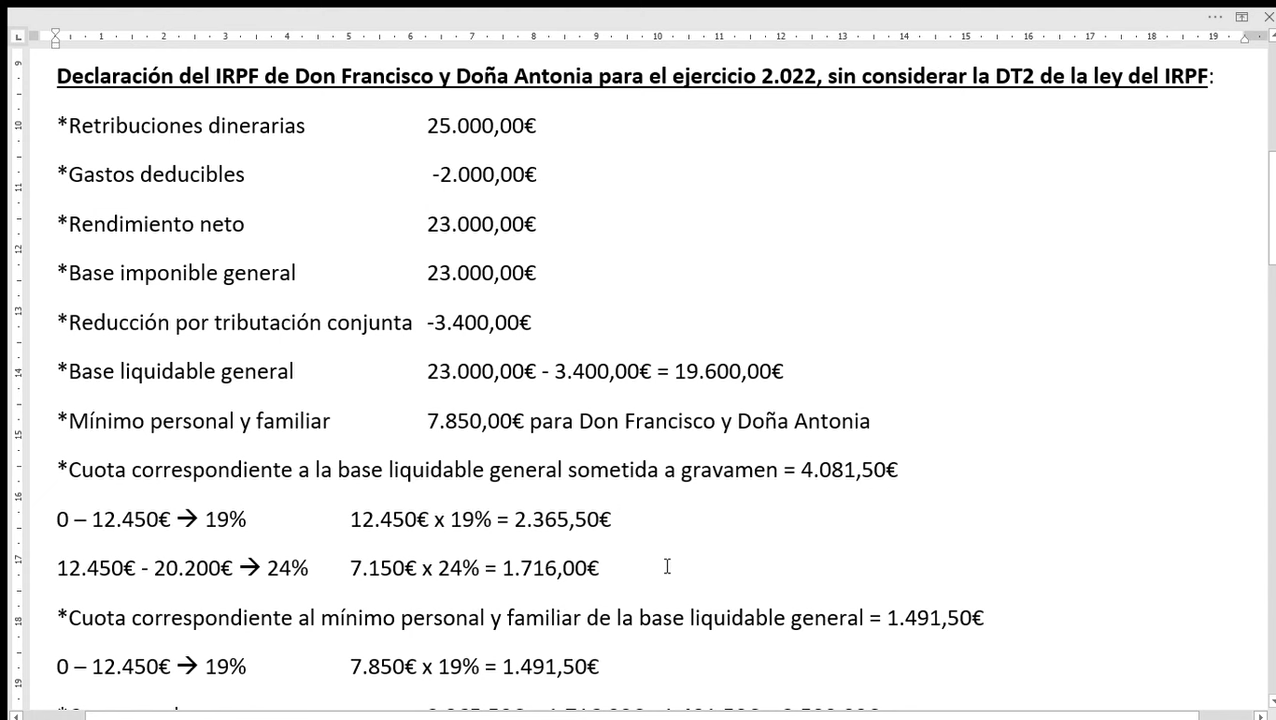 Declaración del IRPF de Don Francisco y Doña Antonia para el ejercicio 2.022, sin considerar la DT2 de la ley del IRPF:
*Retribuciones dinerarias 25.000,00€
*Gastos deducibles -2.000,00€
*Rendimiento neto 23.000,00€
*Base imponible general 23.000,00€
*Reducción por tributación conjunta -3.400,00€
*Base liquidable general 23.000,00€ - 3.400,00€ = 19.600,00€
*Mínimo personal y familiar 7.850,00€ para Don Francisco y Doña Antonia
*Cuota correspondiente a la base liquidable general sometida a gravamen = 4.081,50€
0 – 12.450€ → 19% 12.450€ x 19% = 2.365,50€
12.450€ - 20.200€ → 24% 7.150€ x 24% = 1.716,00€
*Cuota correspondiente al mínimo personal y familiar de la base liquidable general = 1.491,50€
0 – 12.450€ → 19% 7.850€ x 19% = 1.491,50€